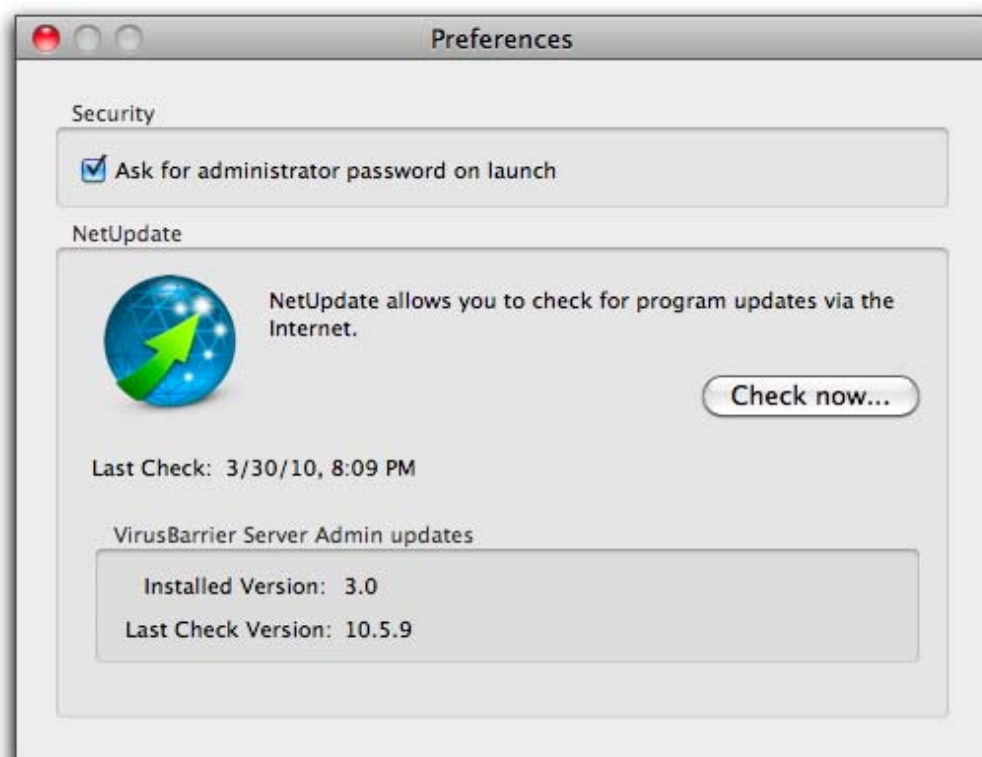 Preferences
Security
Ask for administrator password on launch
NetUpdate
NetUpdate allows you to check for program updates via the
Internet.
Check now...
Last Check: 3/30/10, 8:09 PM
VirusBarrier Server Admin updates
Installed Version: 3.0
Last Check Version: 10.5.9